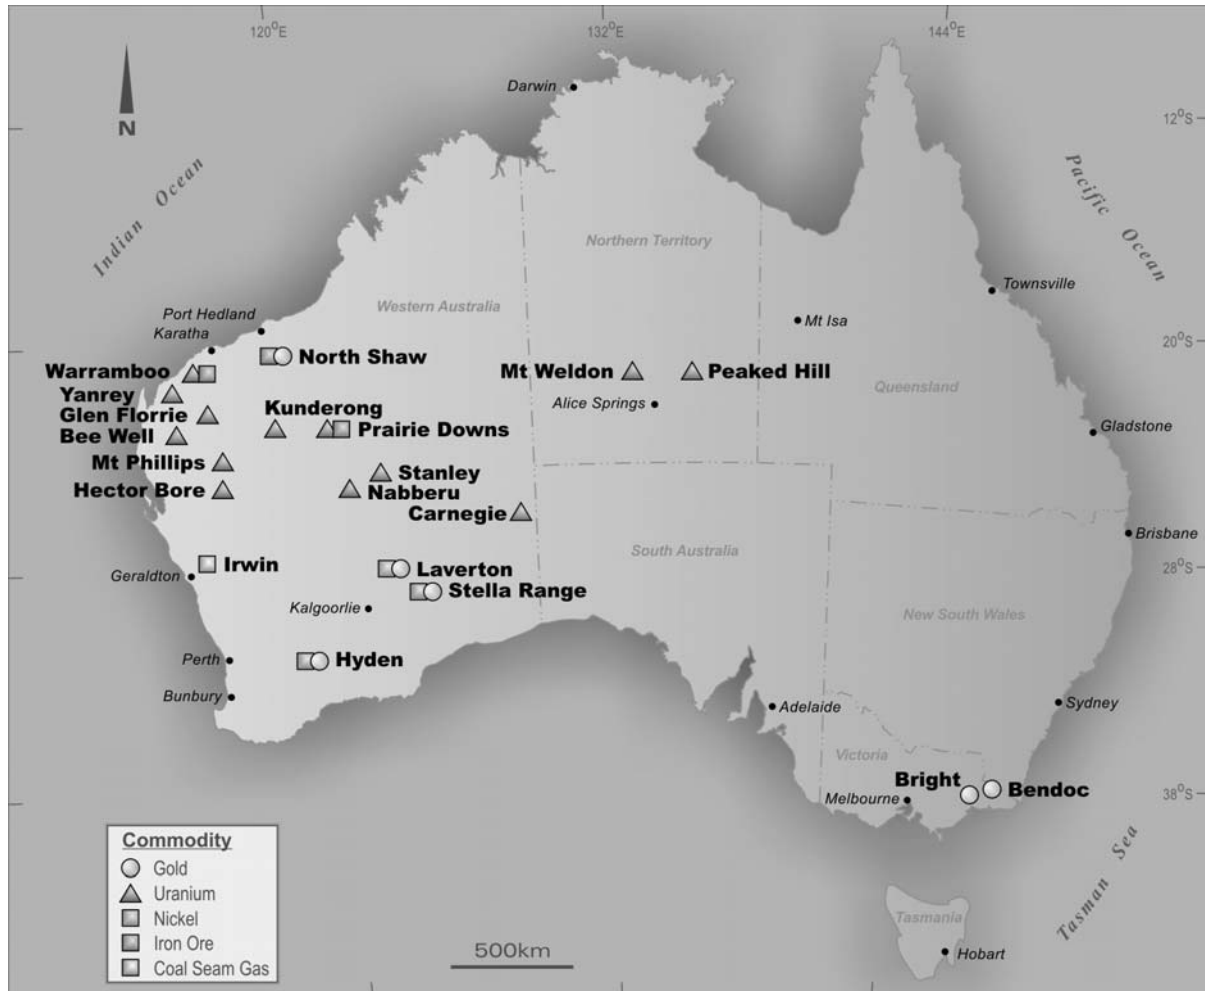 120°E
132°E
144°E
Darwin
N
12°S
Indian Ocean
Pacific Ocean
Northern Territory
Townsville
Western Australia
Port Hedland
Karatha
Mt Isa
20°S
North Shaw
Warramboo
Mt Weldon
Peaked Hill
Queensland
Yanrey
Kunderong
Alice Springs
Glen Florrie
Bee Well
Prairie Downs
Gladstone
Mt Phillips
Stanley
Hector Bore
Nabberu
Carnegie
Brisbane
South Australia
Irwin
Laverton
28°S
Geraldton
Stella Range
Kalgoorlie
New South Wales
Perth
Hyden
Bunbury
Adelaide
Sydney
Victoria
Bright
Bendoc
Melbourne
38°S
Tasman Sea
Commodity
Gold
Uranium
Nickel
Iron Ore
Coal Seam Gas
500km
Tasmania
Hobart